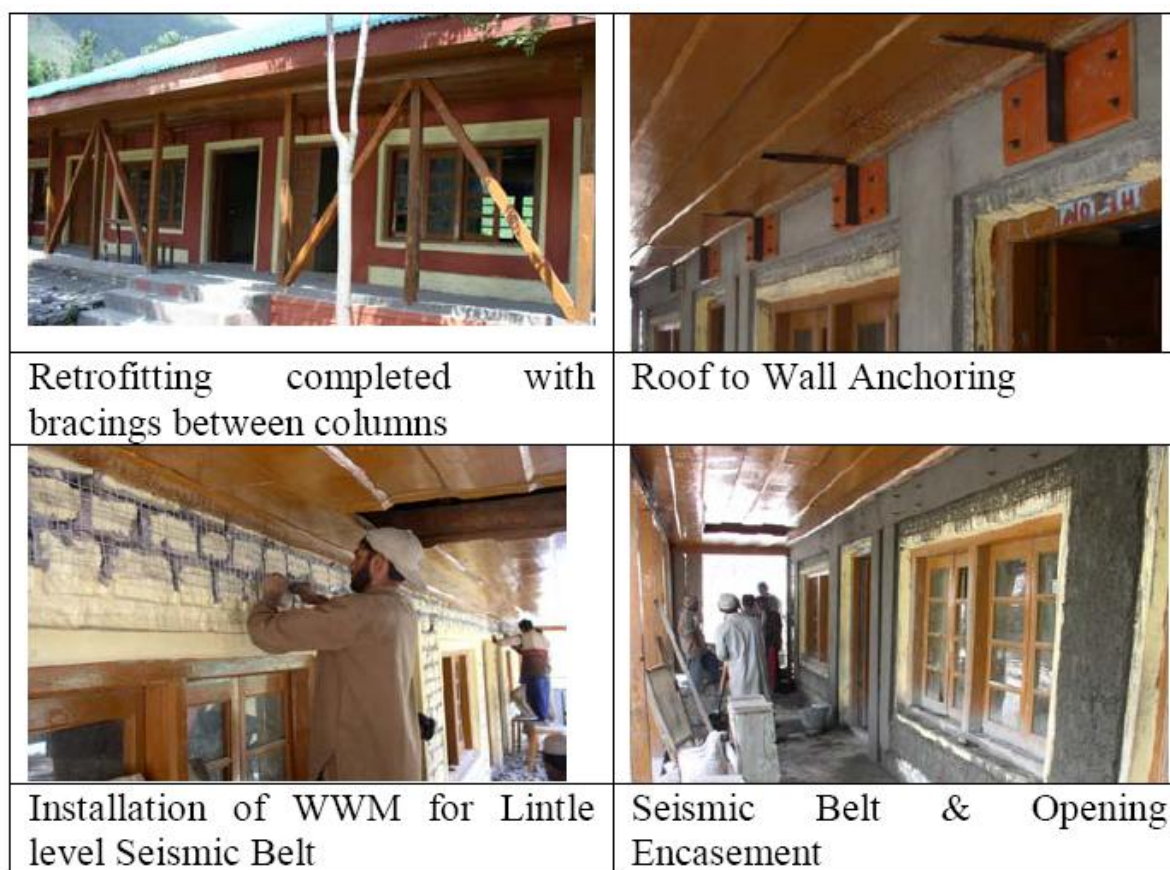 Retrofitting completed with
bracings between columns
Roof to Wall Anchoring
Installation of WWM for Lintle
level Seismic Belt
Seismic Belt & Opening
Encasement